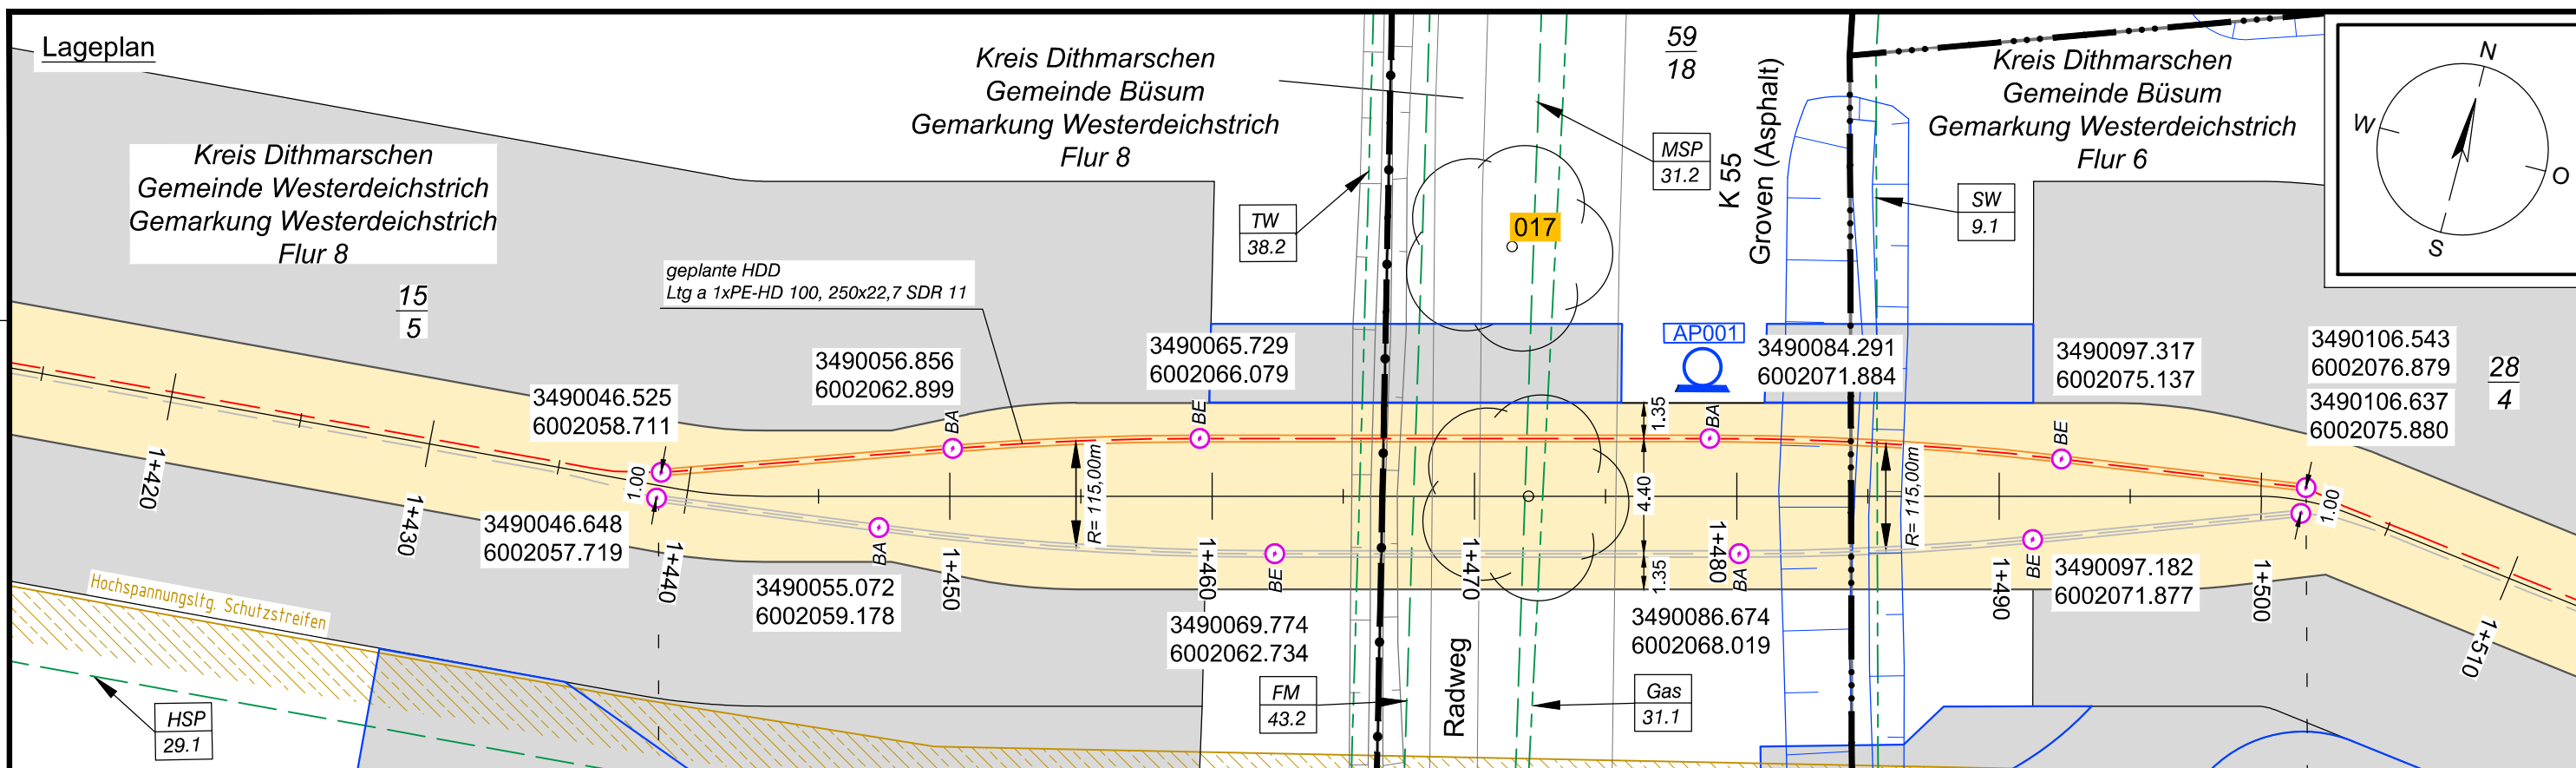 Lageplan
Kreis Dithmarschen
Gemeinde Westerdeichstrich
Gemarkung Westerdeichstrich
Flur 8
15
5
Kreis Dithmarschen
Gemeinde Büsum
Gemarkung Westerdeichstrich
Flur 8
59
18
Kreis Dithmarschen
Gemeinde Büsum
Gemarkung Westerdeichstrich
Flur 6
N
W
O
S
MSP
31.2
K 55
Groven (Asphalt)
TW
38.2
SW
9.1
017
geplante HDD
Ltg a 1xPE-HD 100, 250x22,7 SDR 11
AP001
3490046.525
6002058.711
3490056.856
6002062.899
3490065.729
6002066.079
3490084.291
6002071.884
3490097.317
6002075.137
3490106.543
6002076.879
3490106.637
6002075.880
28
4
BA
BE
BA
BE
1.35
4.40
1.35
1.00
1.00
R= 115,00m
R= 115,00m
1+420
1+430
1+440
1+450
1+460
1+470
1+480
1+490
1+500
1+510
BA
BE
BA
BE
3490046.648
6002057.719
3490055.072
6002059.178
3490069.774
6002062.734
3490086.674
6002068.019
3490097.182
6002071.877
Hochspannungsltg. Schutzstreifen
HSP
29.1
FM
43.2
Radweg
Gas
31.1